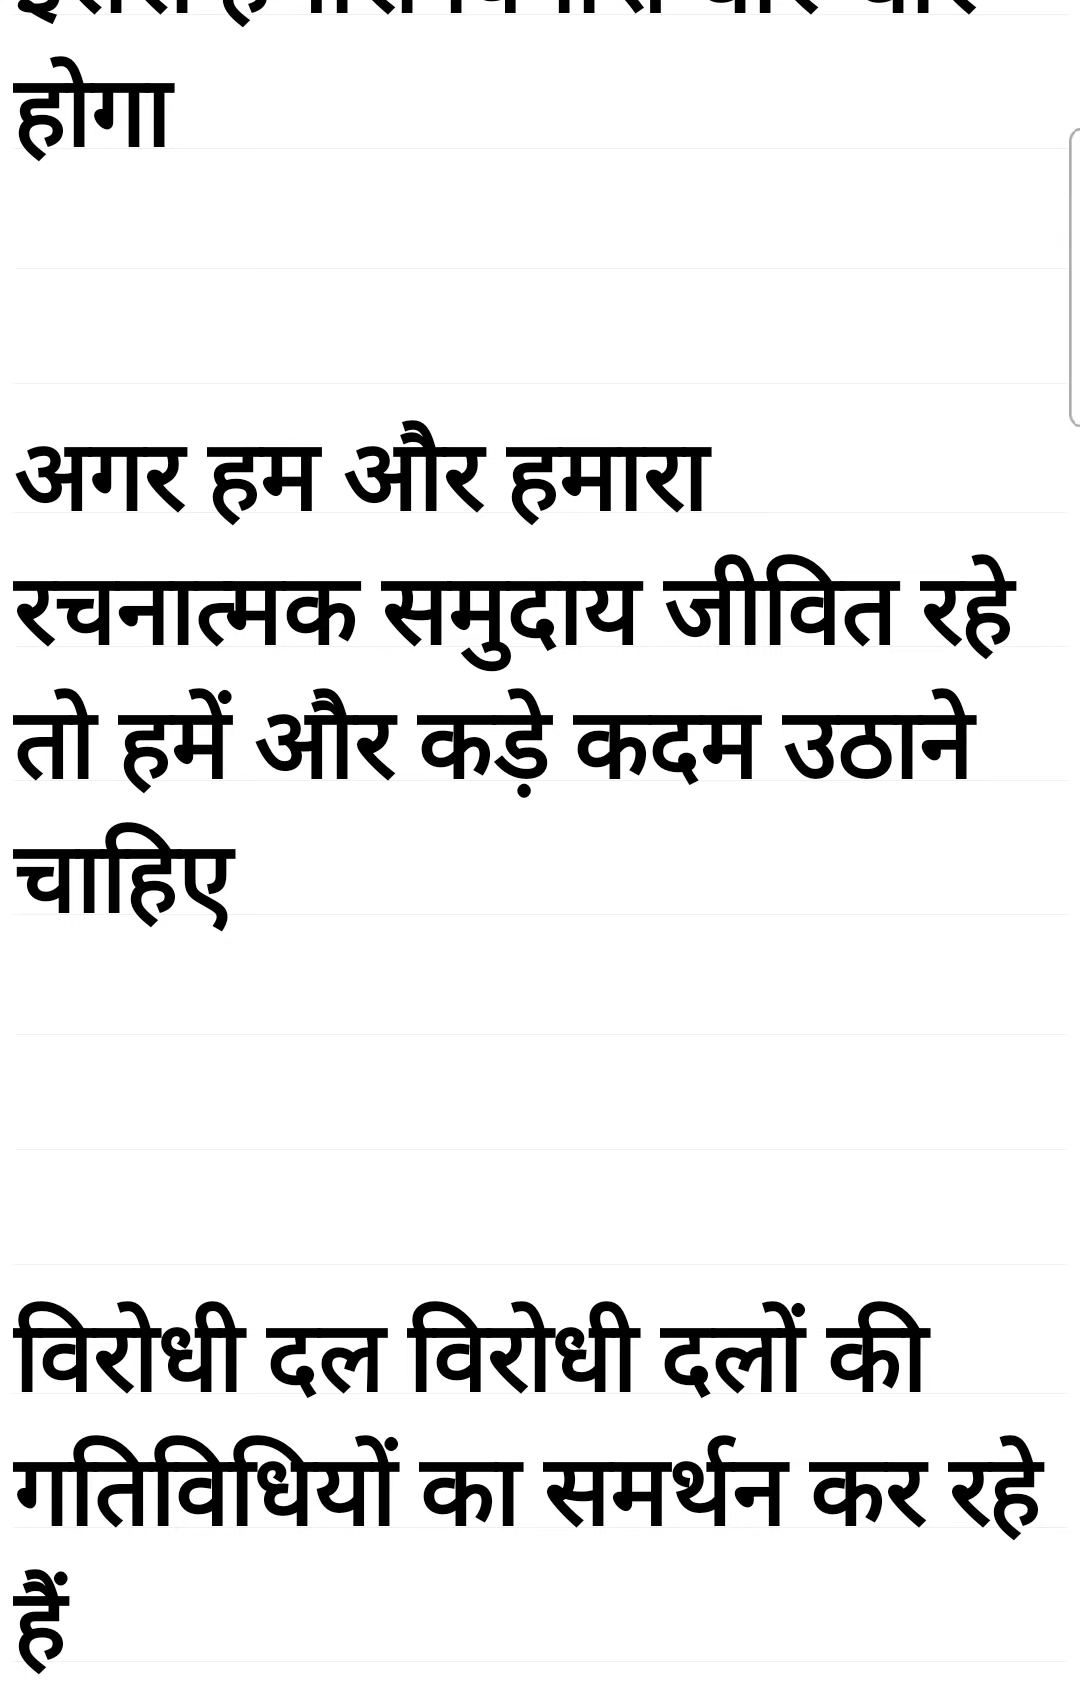 होगा
अगर हम और हमारा
रचनात्मक समुदाय जीवित रहे
तो हमें और कड़े कदम उठाने
चाहिए
विरोधी दल विरोधी दलों की
गतिविधियों का समर्थन कर रहे
हैं